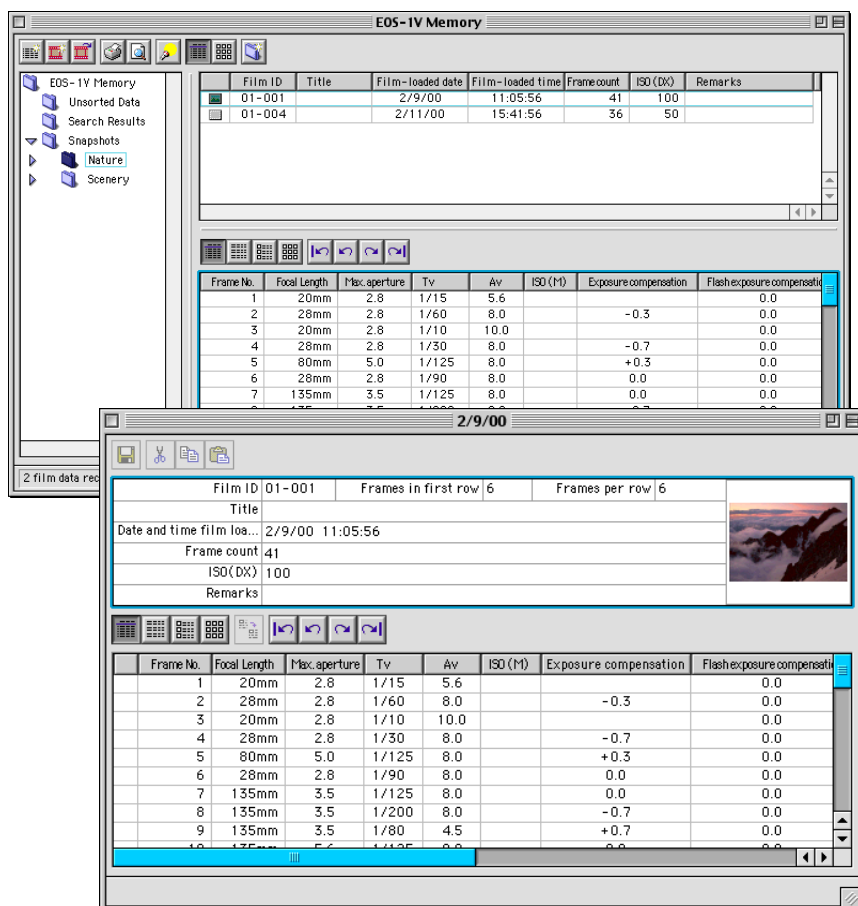 EOS-1V Memory
EOS-1V Memory
Unsorted Data
Search Results
Snapshots
Nature
Scenery
Film ID Title Film-loaded date Film-loaded time Frame count ISO (DX) Remarks
01-001 2/9/00 11:05:56 41 100
01-004 2/11/00 15:41:56 36 50
Frame No. Focal Length Max. aperture Tv Av ISO (M) Exposure compensation Flash exposure compensatio
1 20mm 2.8 1/15 5.6 0.0
2 28mm 2.8 1/60 8.0 -0.3 0.0
3 20mm 2.8 1/10 10.0 0.0
4 28mm 2.8 1/30 8.0 -0.7 0.0
5 80mm 5.0 1/125 8.0 +0.3 0.0
6 28mm 2.8 1/90 8.0 0.0 0.0
7 135mm 3.5 1/125 8.0 0.0 0.0
2 film data rec
2/9/00
Film ID 01-001 Frames in first row 6 Frames per row 6
Title
Date and time film loa... 2/9/00 11:05:56
Frame count 41
ISO(DX) 100
Remarks
Frame No. Focal Length Max. aperture Tv Av ISO (M) Exposure compensation Flash exposure compensati
1 20mm 2.8 1/15 5.6 0.0
2 28mm 2.8 1/60 8.0 -0.3 0.0
3 20mm 2.8 1/10 10.0 0.0
4 28mm 2.8 1/30 8.0 -0.7 0.0
5 80mm 5.0 1/125 8.0 +0.3 0.0
6 28mm 2.8 1/90 8.0 0.0 0.0
7 135mm 3.5 1/125 8.0 0.0 0.0
8 135mm 3.5 1/200 8.0 -0.7 0.0
9 135mm 3.5 1/80 4.5 +0.7 0.0